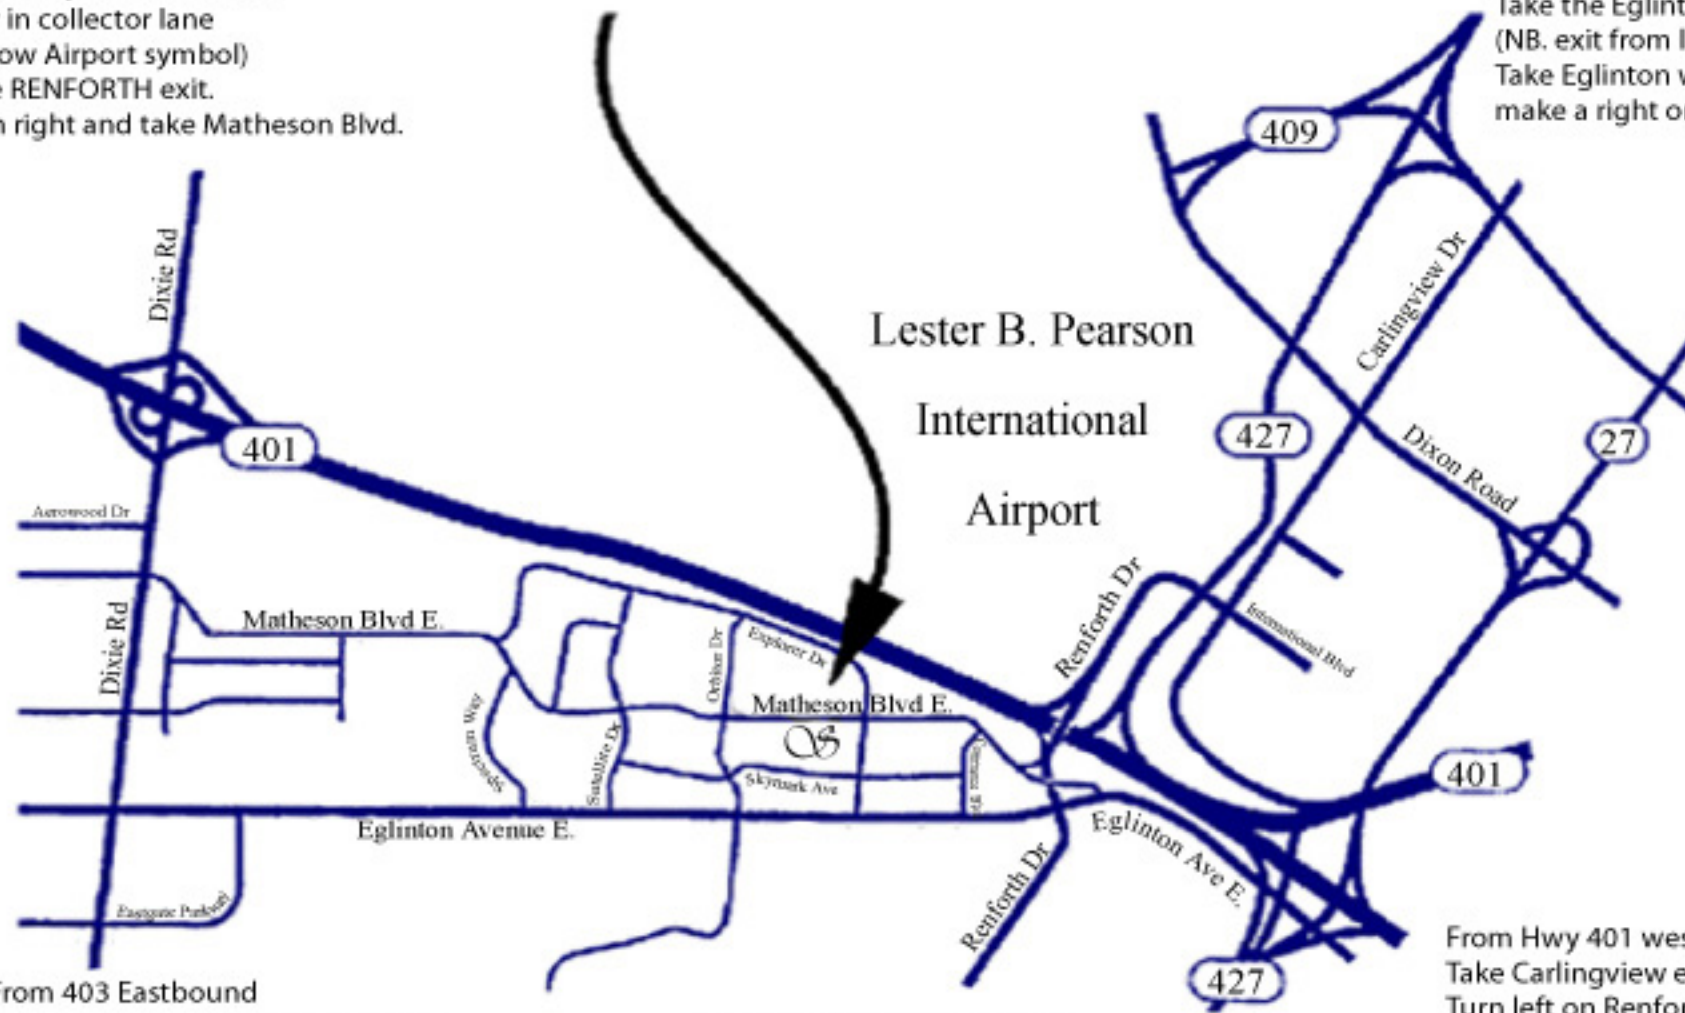 in collector lane
ow Airport symbol)
RENFORTH exit.
right and take Matheson Blvd.
Take the Eglint
(NB. exit from
Take Eglinton w
make a right o
409
Dixie Rd
Carlingview Dr
Lester B. Pearson
International
Airport
401
427
27
Dixon Road
Aerowood Dr
Renforth Dr
International Blvd
Matheson Blvd E.
Dixie Rd
Orbitor Dr
Explorer Dr
Matheson Blvd E.
Spectrum Way
Satellite Dr
S
Skymark Ave
401
Eglinton Avenue E.
Eglinton Ave E.
Renforth Dr
Eastgate Parkway
427
From 403 Eastbound
From Hwy 401 wes
Take Carlingview e
Turn left on Renfor